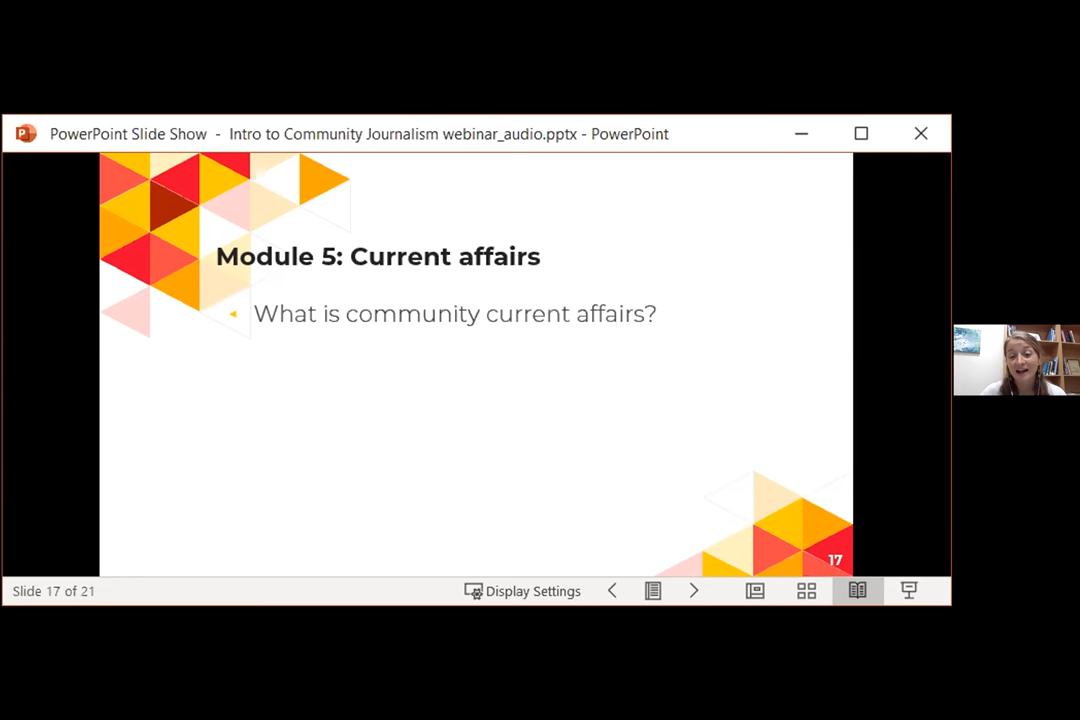 PowerPoint Slide Show - Intro to Community Journalism webinar_audio.pptx - PowerPoint
Module 5: Current affairs
What is community current affairs?
17
Slide 17 of 21
Display Settings